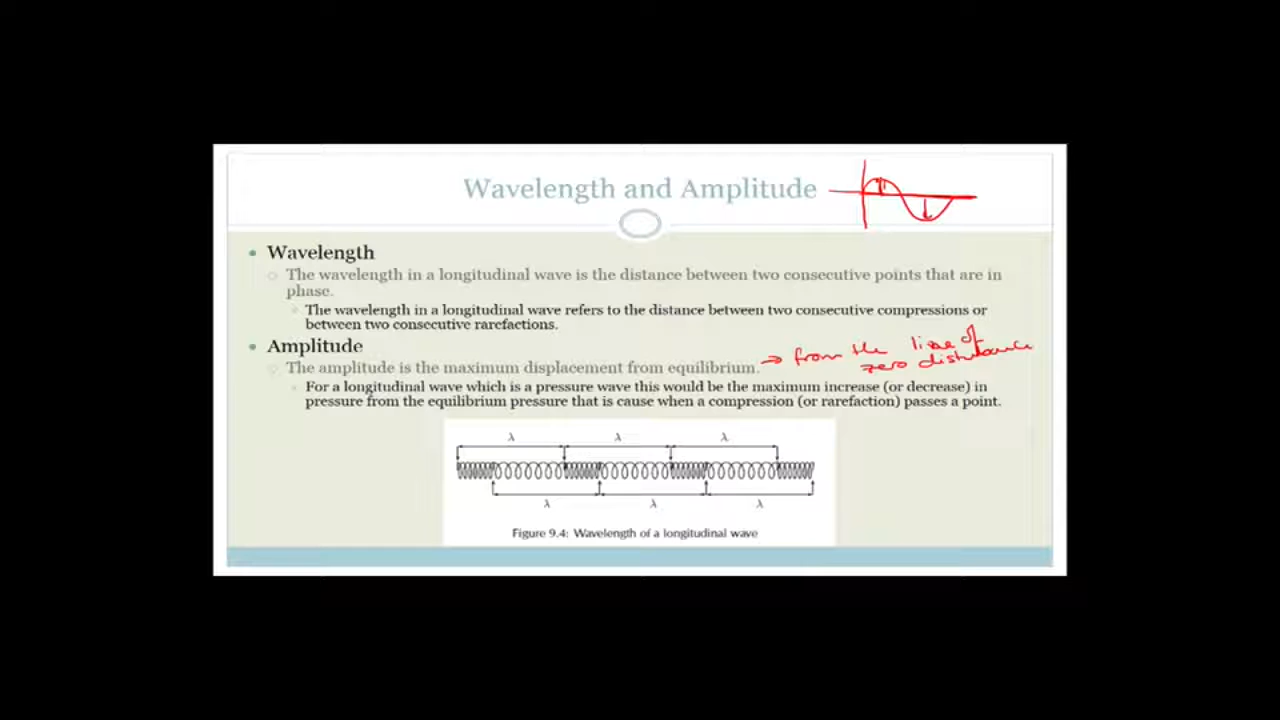 Wavelength and Amplitude
Wavelength
The wavelength in a longitudinal wave is the distance between two consecutive points that are in
phase.
The wavelength in a longitudinal wave refers to the distance between two consecutive compressions or
between two consecutive rarefactions.
Amplitude
The amplitude is the maximum displacement from equilibrium.
→ from the line of
zero disturbance
For a longitudinal wave which is a pressure wave this would be the maximum increase (or decrease) in
pressure from the equilibrium pressure that is cause when a compression (or rarefaction) passes a point.
λ λ λ
λ λ λ
Figure 9.4: Wavelength of a longitudinal wave